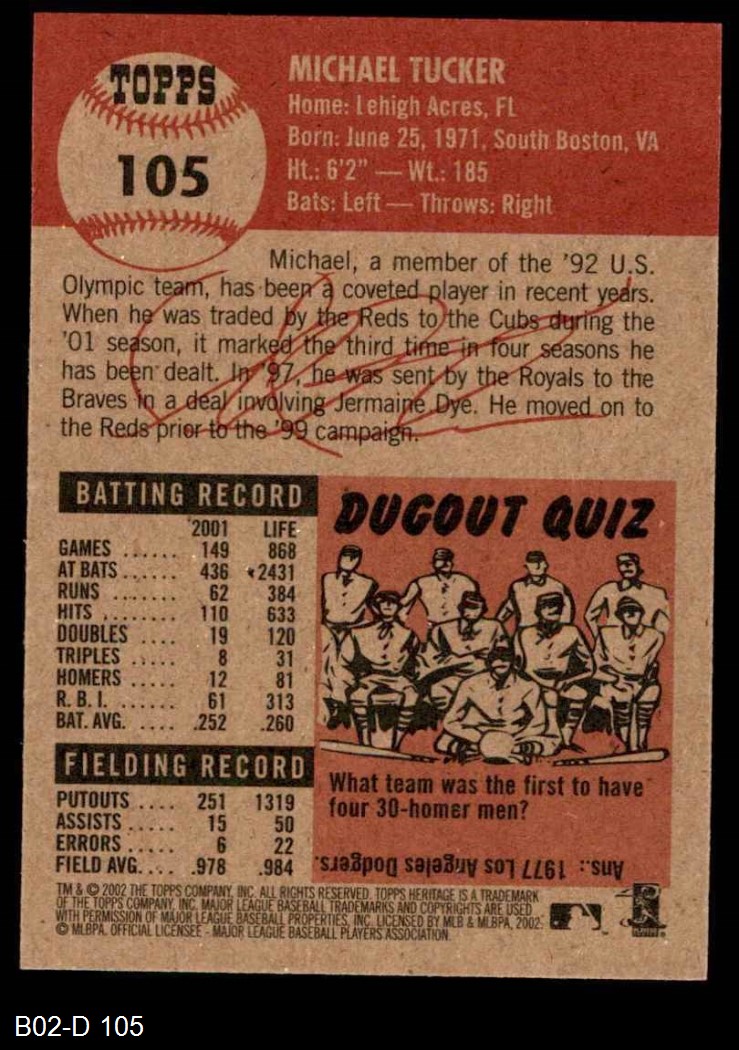 TOPPS
105
MICHAEL TUCKER
Home: Lehigh Acres, FL
Born: June 25, 1971, South Boston, VA
Ht.: 6'2" — Wt.: 185
Bats: Left — Throws: Right
Michael, a member of the '92 U.S.
Olympic team, has been a coveted player in recent years.
When he was traded by the Reds to the Cubs during the
'01 season, it marked the third time in four seasons he
has been dealt. In '97, he was sent by the Royals to the
Braves in a deal involving Jermaine Dye. He moved on to
the Reds prior to the '99 campaign.
BATTING RECORD
2001 LIFE
GAMES ...... 149 868
AT BATS ...... 436 2431
RUNS ....... 62 384
HITS ........ 110 633
DOUBLES .... 19 120
TRIPLES ..... 8 31
HOMERS ..... 12 81
R. B. I. ...... 61 313
BAT. AVG. .... .252 .260
FIELDING RECORD
PUTOUTS .... 251 1319
ASSISTS ..... 15 50
ERRORS ..... 6 22
FIELD AVG. ... .978 .984
DUGOUT QUIZ
What team was the first to have
four 30-homer men?
Ans.: 1977 Los Angeles Dodgers.
TM & © 2002 THE TOPPS COMPANY, INC. ALL RIGHTS RESERVED. TOPPS HERITAGE IS A TRADEMARK
OF THE TOPPS COMPANY, INC. MAJOR LEAGUE BASEBALL TRADEMARKS AND COPYRIGHTS ARE USED
WITH PERMISSION OF MAJOR LEAGUE BASEBALL PROPERTIES, INC. LICENSED BY MLB & MLBPA, 2002.
© MLBPA. OFFICIAL LICENSEE - MAJOR LEAGUE BASEBALL PLAYERS ASSOCIATION.
B02-D 105